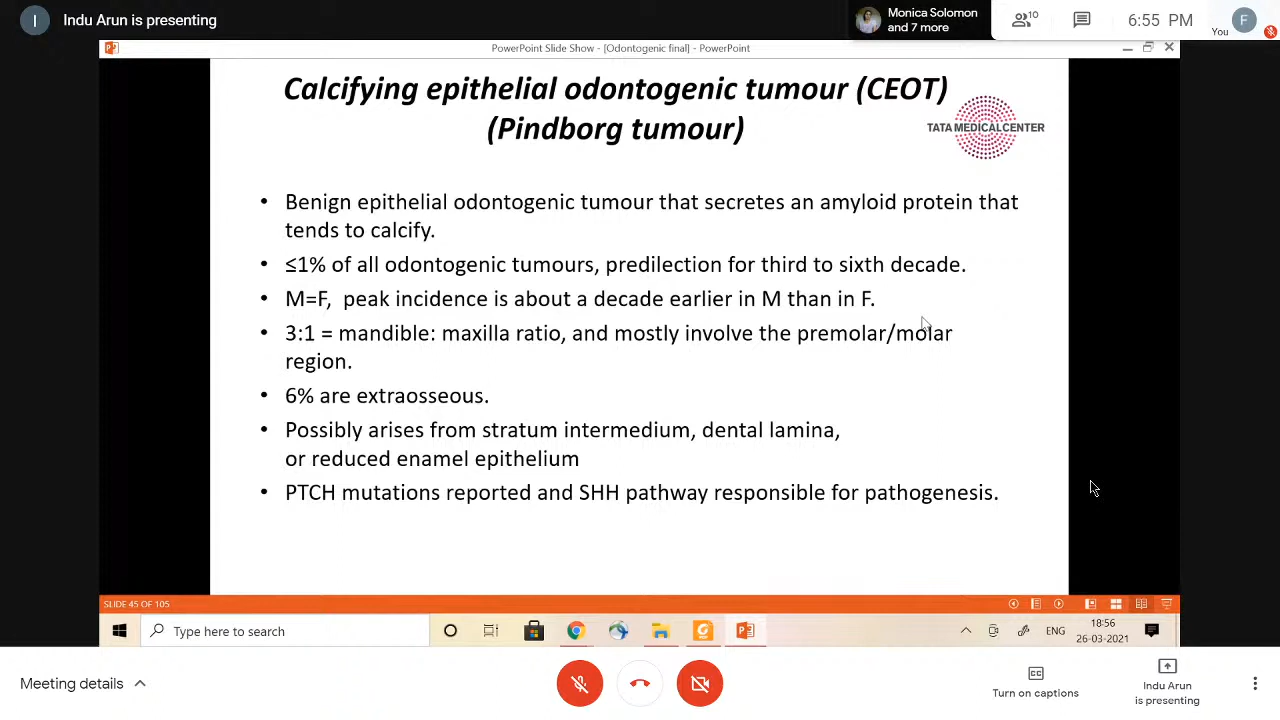 I
Indu Arun is presenting
Monica Solomon
and 7 more
10
6:55 PM
F
You
PowerPoint Slide Show - [Odontogenic final] - PowerPoint
Calcifying epithelial odontogenic tumour (CEOT)
(Pindborg tumour)
TATA MEDICAL CENTER
• Benign epithelial odontogenic tumour that secretes an amyloid protein that
tends to calcify.
• ≤1% of all odontogenic tumours, predilection for third to sixth decade.
• M=F, peak incidence is about a decade earlier in M than in F.
• 3:1 = mandible: maxilla ratio, and mostly involve the premolar/molar
region.
• 6% are extraosseous.
• Possibly arises from stratum intermedium, dental lamina,
or reduced enamel epithelium
• PTCH mutations reported and SHH pathway responsible for pathogenesis.
SLIDE 45 OF 105
Type here to search
ENG
18:56
26-03-2021
Meeting details
CC
Turn on captions
Indu Arun
is presenting